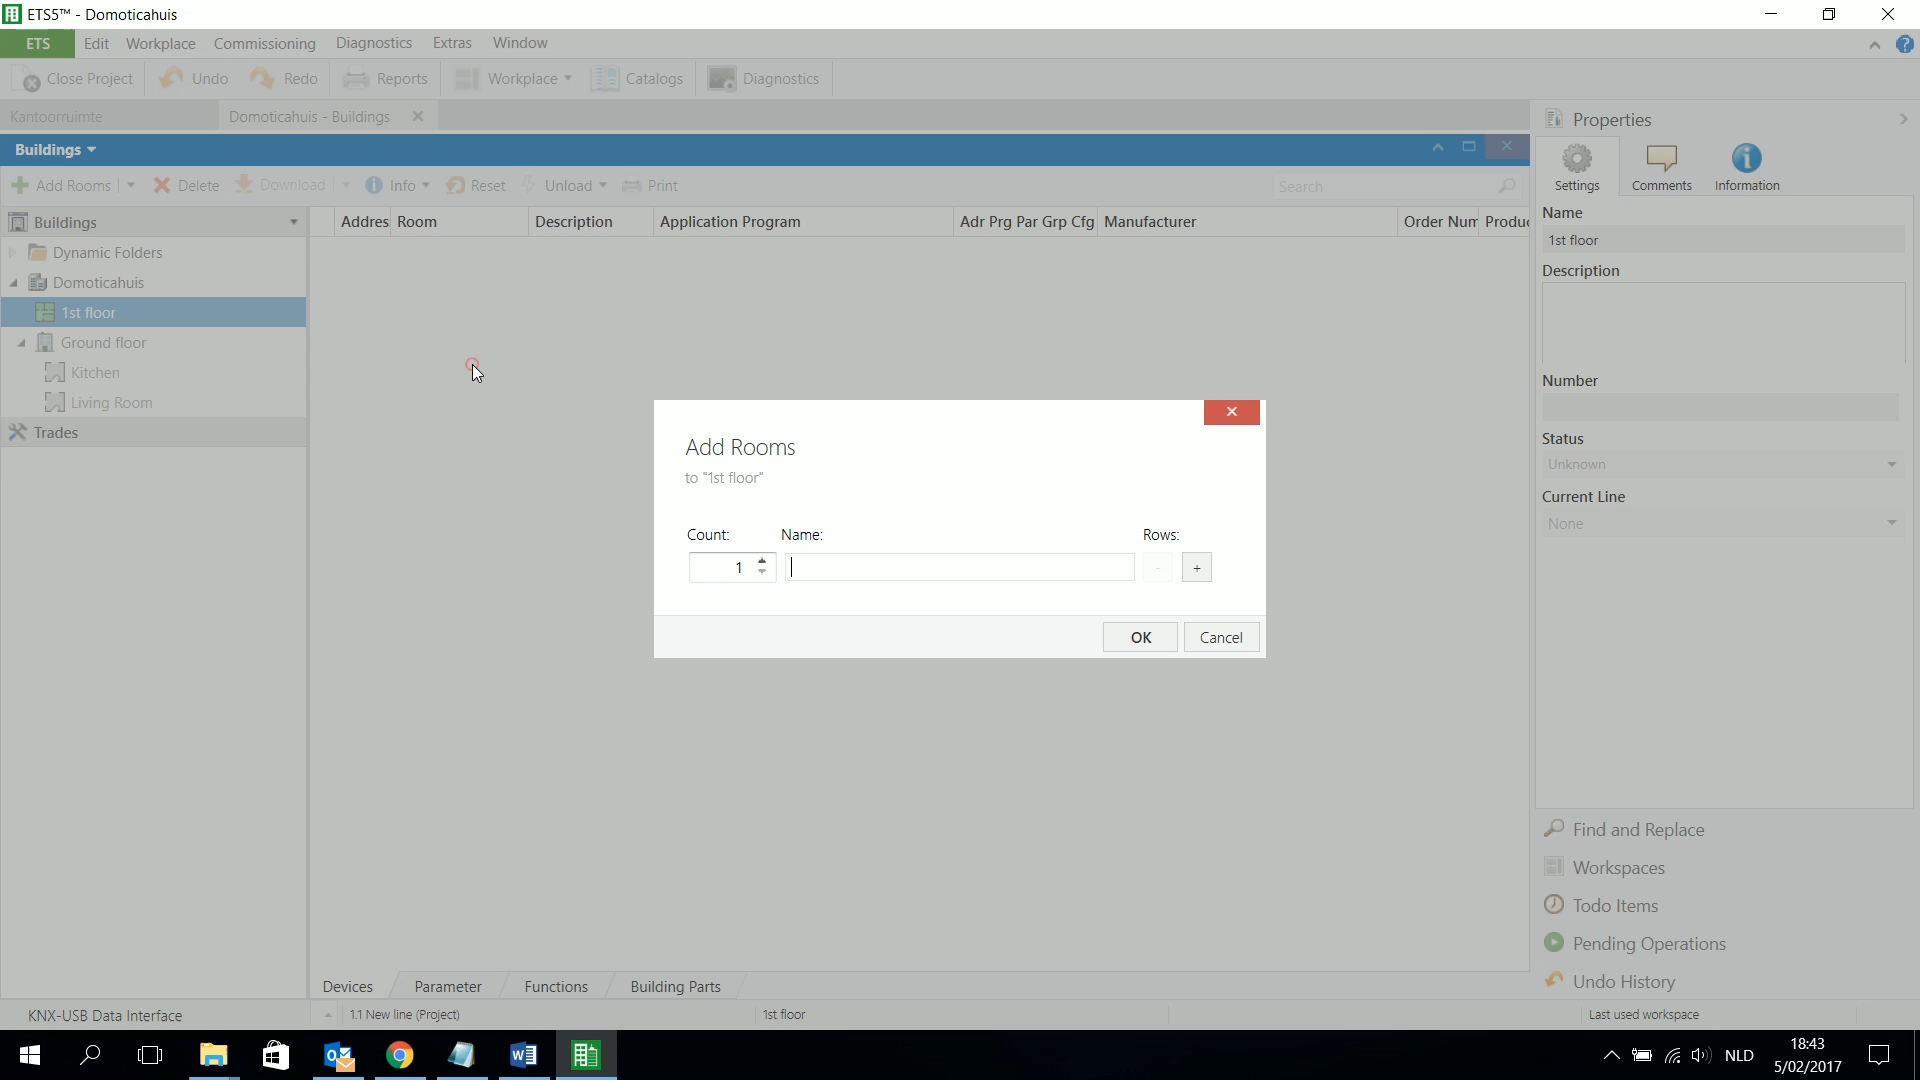 ETS5™ - Domoticahuis
ETS Edit Workplace Commissioning Diagnostics Extras Window
Close Project Undo Redo Reports Workplace Catalogs Diagnostics
Kantoorruimte Domoticahuis - Buildings
Buildings
Add Rooms Delete Download Info Reset Unload Print Search
Buildings
Addres Room Description Application Program Adr Prg Par Grp Cfg Manufacturer Order Num Produc
Dynamic Folders
Domoticahuis
1st floor
Ground floor
Kitchen
Living Room
Trades
Properties
Settings Comments Information
Name
1st floor
Description
Number
Status
Unknown
Current Line
None
Add Rooms
to "1st floor"
Count: Name: Rows:
1 - +
OK Cancel
Find and Replace
Workspaces
Todo Items
Pending Operations
Undo History
Devices Parameter Functions Building Parts
KNX-USB Data Interface 1.1 New line (Project) 1st floor Last used workspace
NLD
18:43
5/02/2017